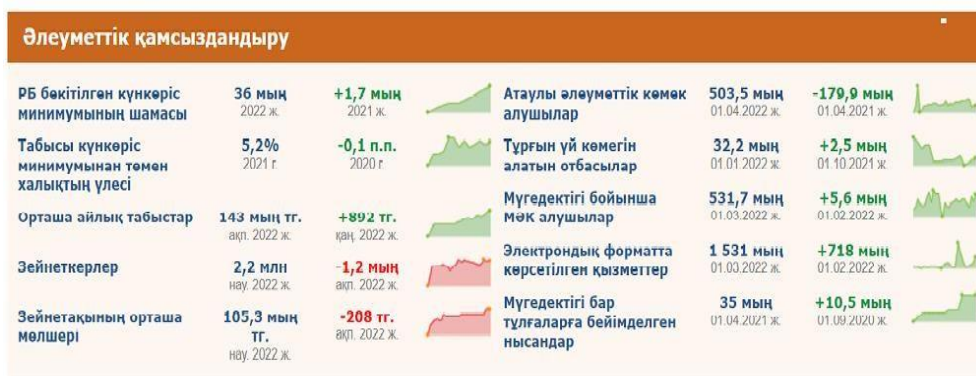 Әлеуметтік қамсыздандыру
РБ бекітілген күнкөріс 36 мың +1,7 мың
минимумының шамасы 2022 ж. 2021 ж.
Табысы күнкөріс 5,2% -0,1 п.п.
минимумынан төмен 2021 г. 2020 г.
халықтың үлесі
Орташа айлық табыстар 143 мың тг. +892 тг.
ақп. 2022 ж. қаң. 2022 ж.
Зейнеткерлер 2,2 млн -1,2 мың
нау. 2022 ж. ақп. 2022 ж.
Зейнетақының орташа 105,3 мың -208 тг.
мөлшері тг. ақп. 2022 ж.
нау. 2022 ж.
Атаулы әлеуметтік көмек 503,5 мың -179,9 мың
алушылар 01.04.2022 ж. 01.04.2021 ж.
Тұрғын үй көмегін 32,2 мың +2,5 мың
алатын отбасылар 01.01.2022 ж. 01.10.2021 ж.
Мүгедектігі бойынша 531,7 мың +5,6 мың
МӘК алушылар 01.03.2022 ж. 01.02.2022 ж.
Электрондық форматта 1 531 мың +718 мың
көрсетілген қызметтер 01.03.2022 ж. 01.02.2022 ж.
Мүгедектігі бар 35 мың +10,5 мың
тұлғаларға бейімделген 01.04.2021 ж. 01.09.2020 ж.
нысандар